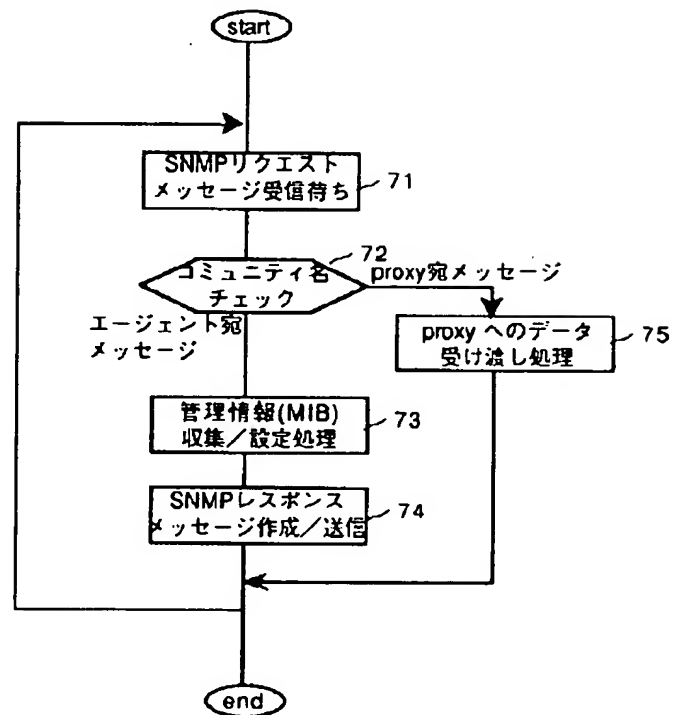 start
SNMPリクエスト
メッセージ受信待ち
71
72
コミュニティ名
チェック
proxy宛メッセージ
エージェント宛
メッセージ
proxy へのデータ
受け渡し処理
75
管理情報(MIB)
収集／設定処理
73
SNMPレスポンス
メッセージ作成／送信
74
end